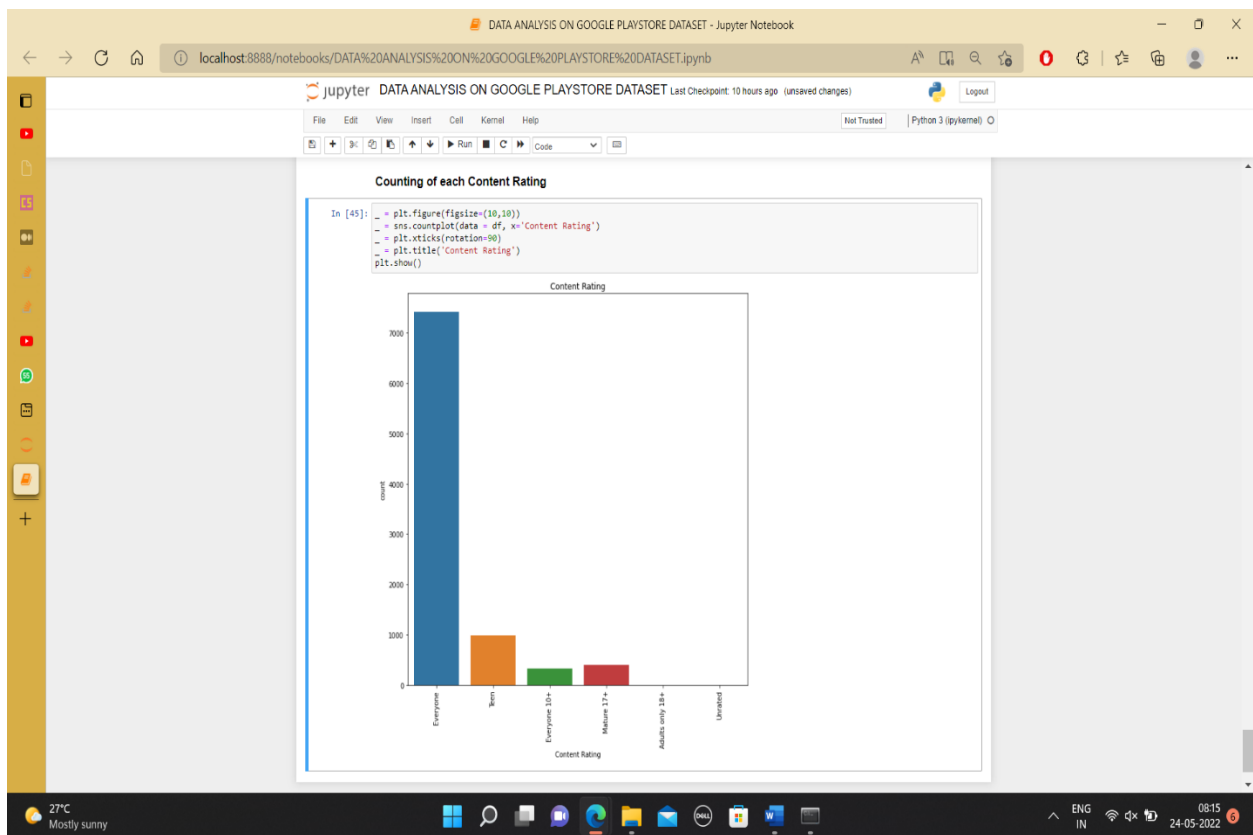 DATA ANALYSIS ON GOOGLE PLAYSTORE DATASET - Jupyter Notebook
localhost:8888/notebooks/DATA%20ANALYSIS%20ON%20GOOGLE%20PLAYSTORE%20DATASET.ipynb
jupyter DATA ANALYSIS ON GOOGLE PLAYSTORE DATASET Last Checkpoint: 10 hours ago (unsaved changes) Logout
File Edit View Insert Cell Kernel Help Not Trusted Python 3 (ipykernel)
Run Code
Counting of each Content Rating
In [45]: _ = plt.figure(figsize=(10,10))
_ = sns.countplot(data = df, x='Content Rating')
_ = plt.xticks(rotation=90)
_ = plt.title('Content Rating')
plt.show()
Content Rating
7000
6000
5000
4000
3000
2000
1000
0
count
Everyone
Teen
Everyone 10+
Mature 17+
Adults only 18+
Unrated
Content Rating
27°C
Mostly sunny
DELL
ENG
IN
08:15
24-05-2022
6